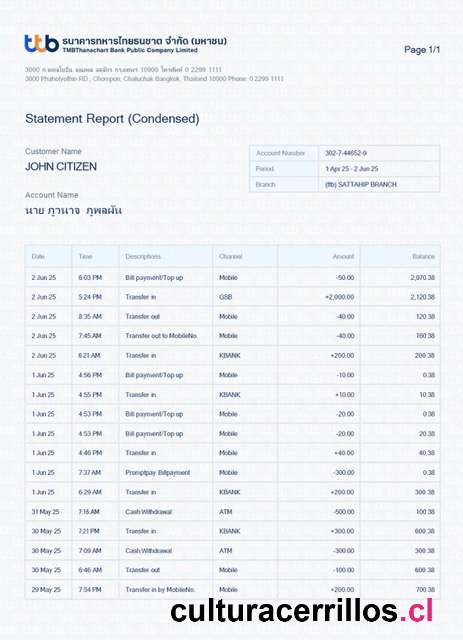 ttb ธนาคารทหารไทยธนชาต จำกัด (มหาชน)
TMBThanachart Bank Public Company Limited
Page 1/1
3000 ถ.พหลโยธิน จอมพล จตุจักร กรุงเทพฯ 10900 โทรศัพท์ 0 2299 1111
3000 Phaholyothin RD., Chompon, Chatuchak Bangkok, Thailand 10900 Phone: 0 2299 1111
Statement Report (Condensed)
Customer Name
JOHN CITIZEN
Account Name
นาย ภูวนาจ ภูพลผัน
Account Number 302-7-44652-9
Period 1 Apr 25 - 2 Jun 25
Branch (ttb) SATTAHIP BRANCH
Date Time Descriptions Channel Amount Balance
2 Jun 25 6:03 PM Bill payment/Top up Mobile -50.00 2,070.38
2 Jun 25 5:24 PM Transfer in GSB +2,000.00 2,120.38
2 Jun 25 8:35 AM Transfer out Mobile -40.00 120.38
2 Jun 25 7:45 AM Transfer out to MobileNo. Mobile -40.00 160.38
2 Jun 25 6:21 AM Transfer in KBANK +200.00 200.38
1 Jun 25 4:56 PM Bill payment/Top up Mobile -10.00 0.38
1 Jun 25 4:55 PM Transfer in KBANK +10.00 10.38
1 Jun 25 4:53 PM Bill payment/Top up Mobile -20.00 0.38
1 Jun 25 4:53 PM Bill payment/Top up Mobile -20.00 20.38
1 Jun 25 4:46 PM Transfer in Mobile +40.00 40.38
1 Jun 25 7:37 AM Promptpay Billpayment Mobile -300.00 0.38
1 Jun 25 6:29 AM Transfer in KBANK +200.00 300.38
31 May 25 7:16 AM Cash Withdrawal ATM -500.00 100.38
30 May 25 7:21 PM Transfer in KBANK +300.00 600.38
30 May 25 7:09 AM Cash Withdrawal ATM -300.00 300.38
30 May 25 6:46 AM Transfer out Mobile -100.00 600.38
29 May 25 7:54 PM Transfer in by MobileNo. Mobile +200.00 700.38
culturacerrillos.cl